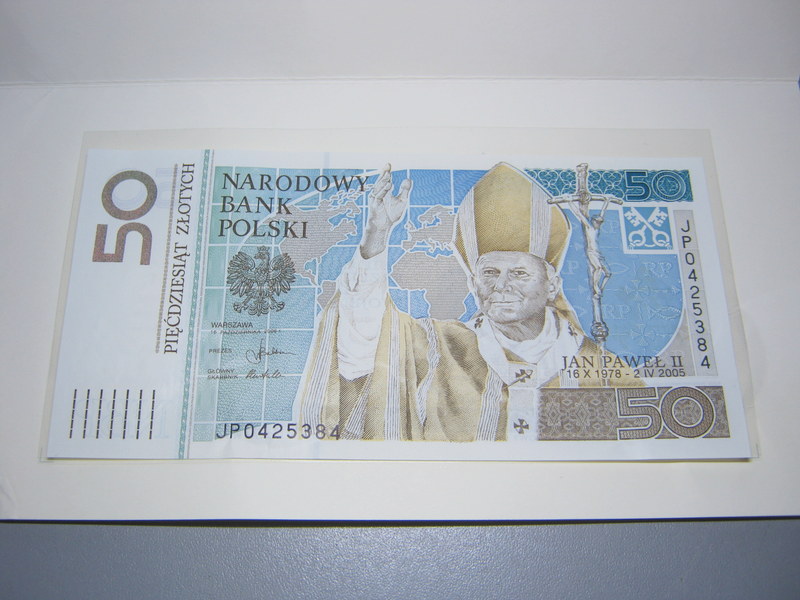 50
PIĘĆDZIESIĄT ZŁOTYCH
NARODOWY
BANK
POLSKI
WARSZAWA
PREZES
GŁÓWNY
SKARBNIK
JP0425384
50
JP0425384
JAN PAWEŁ II
16 X 1978 - 2 IV 2005
50